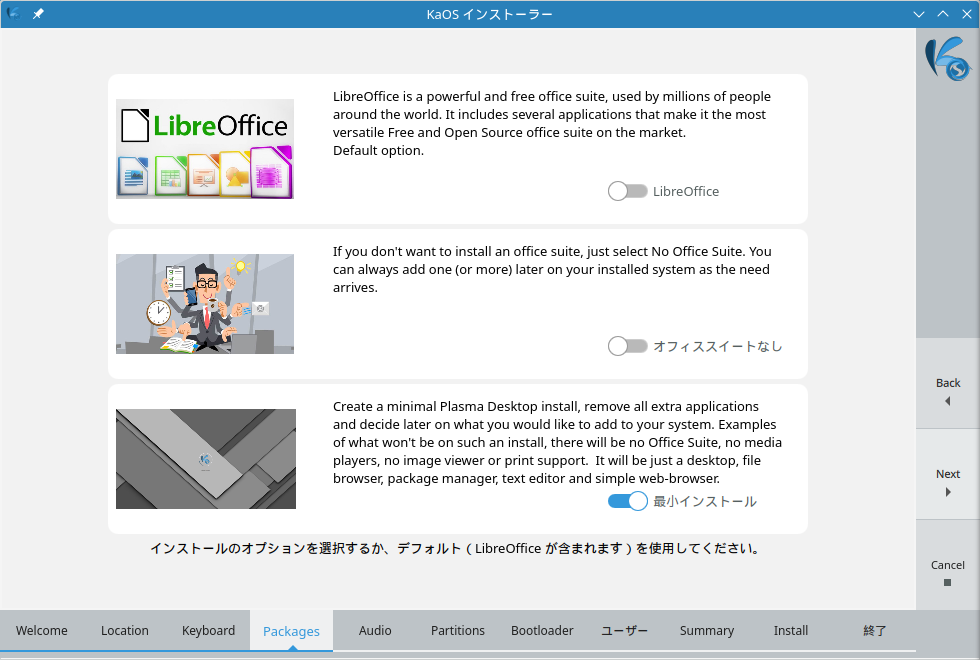 KaOS インストーラー
LibreOffice
LibreOffice is a powerful and free office suite, used by millions of people
around the world. It includes several applications that make it the most
versatile Free and Open Source office suite on the market.
Default option.
LibreOffice
If you don't want to install an office suite, just select No Office Suite. You
can always add one (or more) later on your installed system as the need
arrives.
オフィススイートなし
Create a minimal Plasma Desktop install, remove all extra applications
and decide later on what you would like to add to your system. Examples
of what won't be on such an install, there will be no Office Suite, no media
players, no image viewer or print support.  It will be just a desktop, file
browser, package manager, text editor and simple web-browser.
最小インストール
インストールのオプションを選択するか、デフォルト ( LibreOffice が含まれます ) を使用してください。
Back
Next
Cancel
Welcome
Location
Keyboard
Packages
Audio
Partitions
Bootloader
ユーザー
Summary
Install
終了